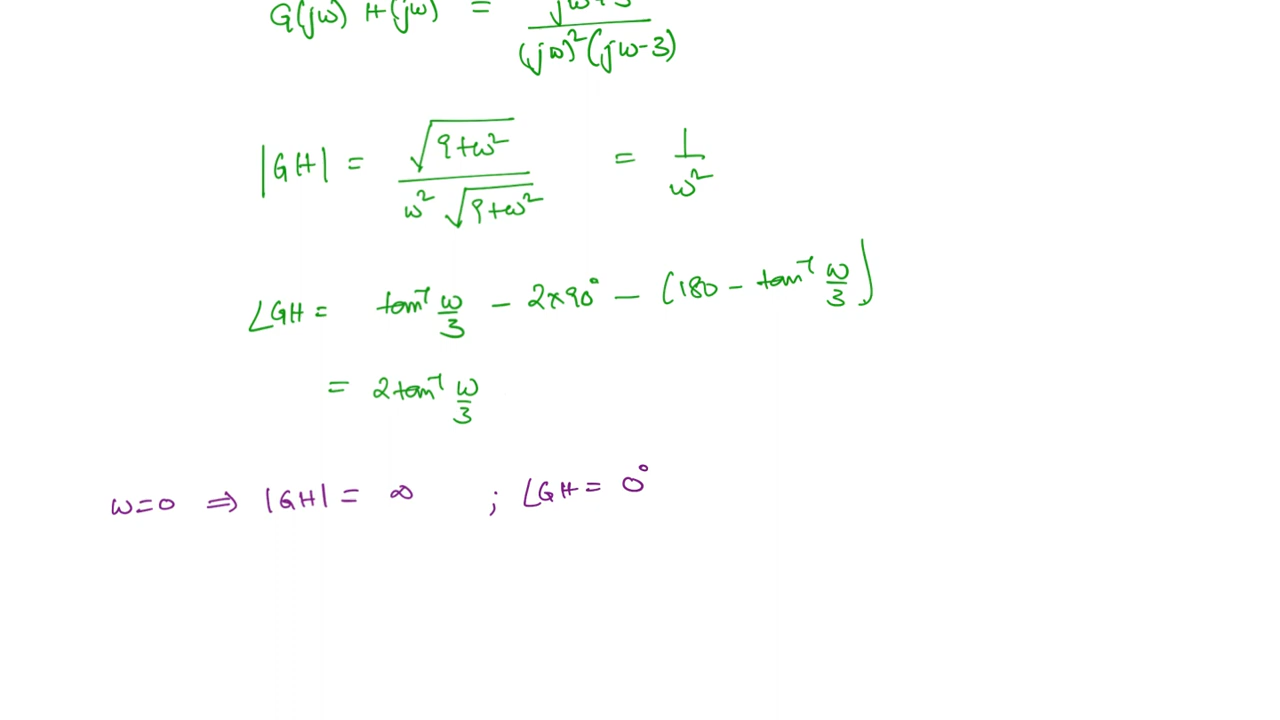 G(jω) H(jω) = jω+3 / (jω)²(jω-3)
|GH| = √(9+ω²) / ω² √(9+ω²) = 1/ω²
∠GH = tan⁻¹ ω/3 - 2×90° - (180 - tan⁻¹ ω/3)
= 2tan⁻¹ ω/3
ω=0 ⇒ |GH| = ∞ ; ∠GH = 0°